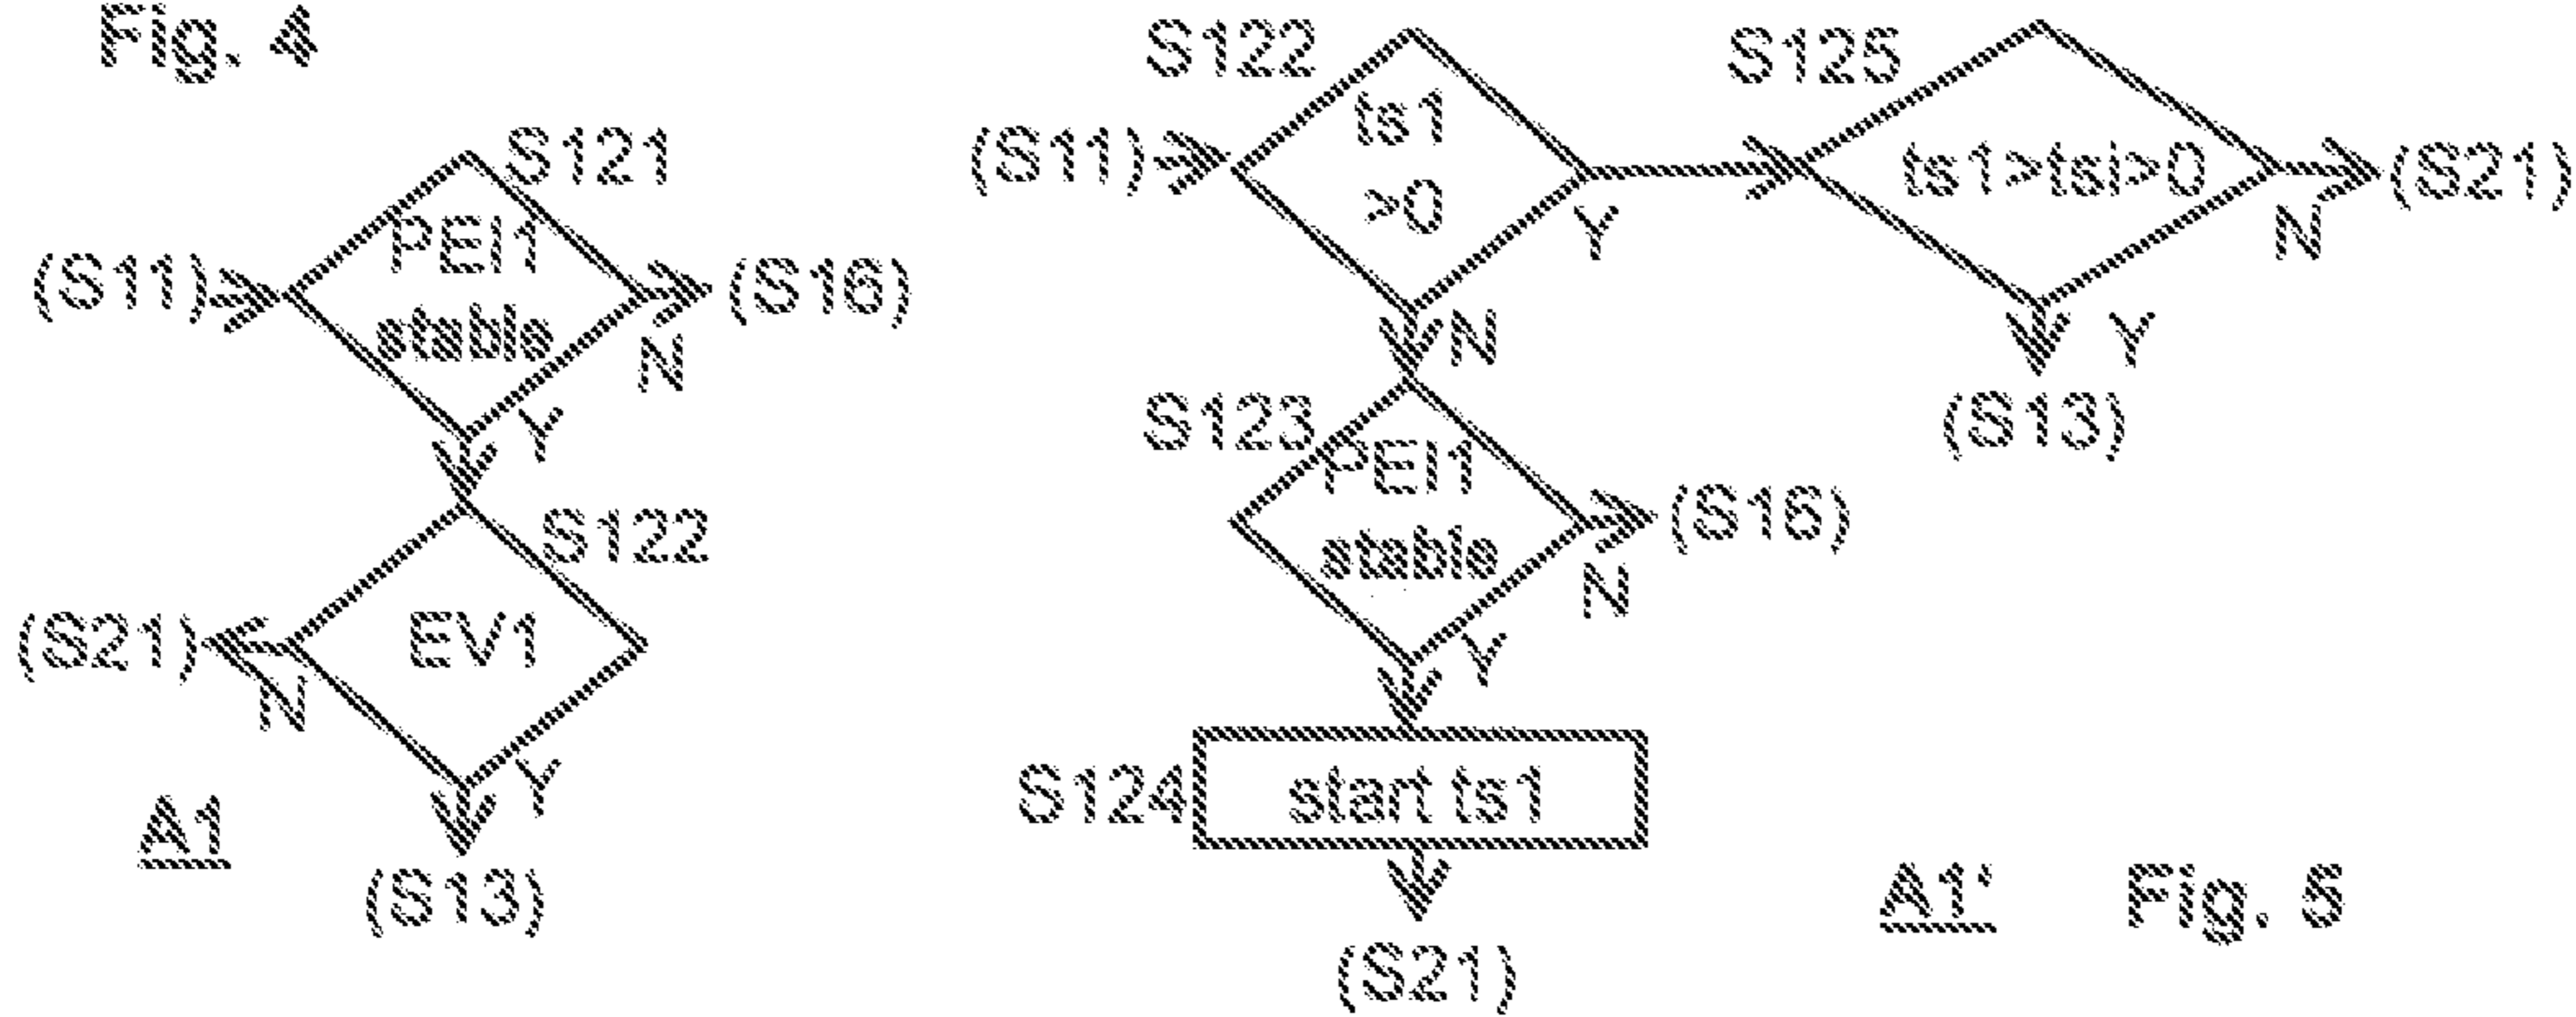 Fig. 4
S121
(S11)
PEI1
stable
(S16)
N
Y
S122
EV1
(S21)
N
Y
(S13)
A1
S122
(S11)
ts1
>0
Y
N
S125
ts1>tsi>0
(S21)
N
Y
(S13)
S123
PEI1
stable
(S16)
N
Y
S124
start ts1
(S21)
A1'
Fig. 5